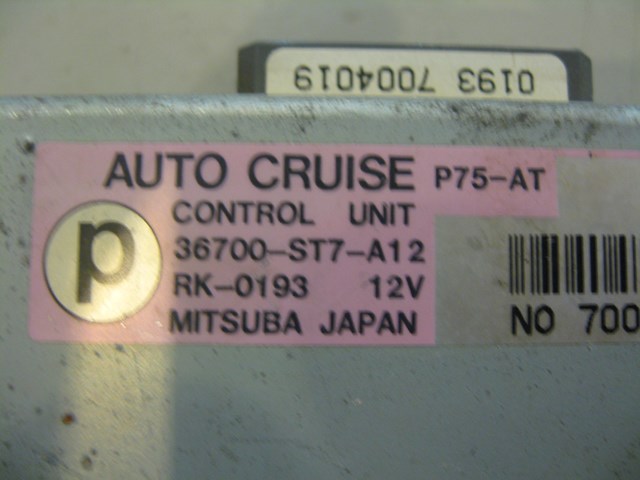 0193 7004019
AUTO CRUISE P75-AT
CONTROL UNIT
p 36700-ST7-A12
RK-0193 12V
MITSUBA JAPAN
NO 700